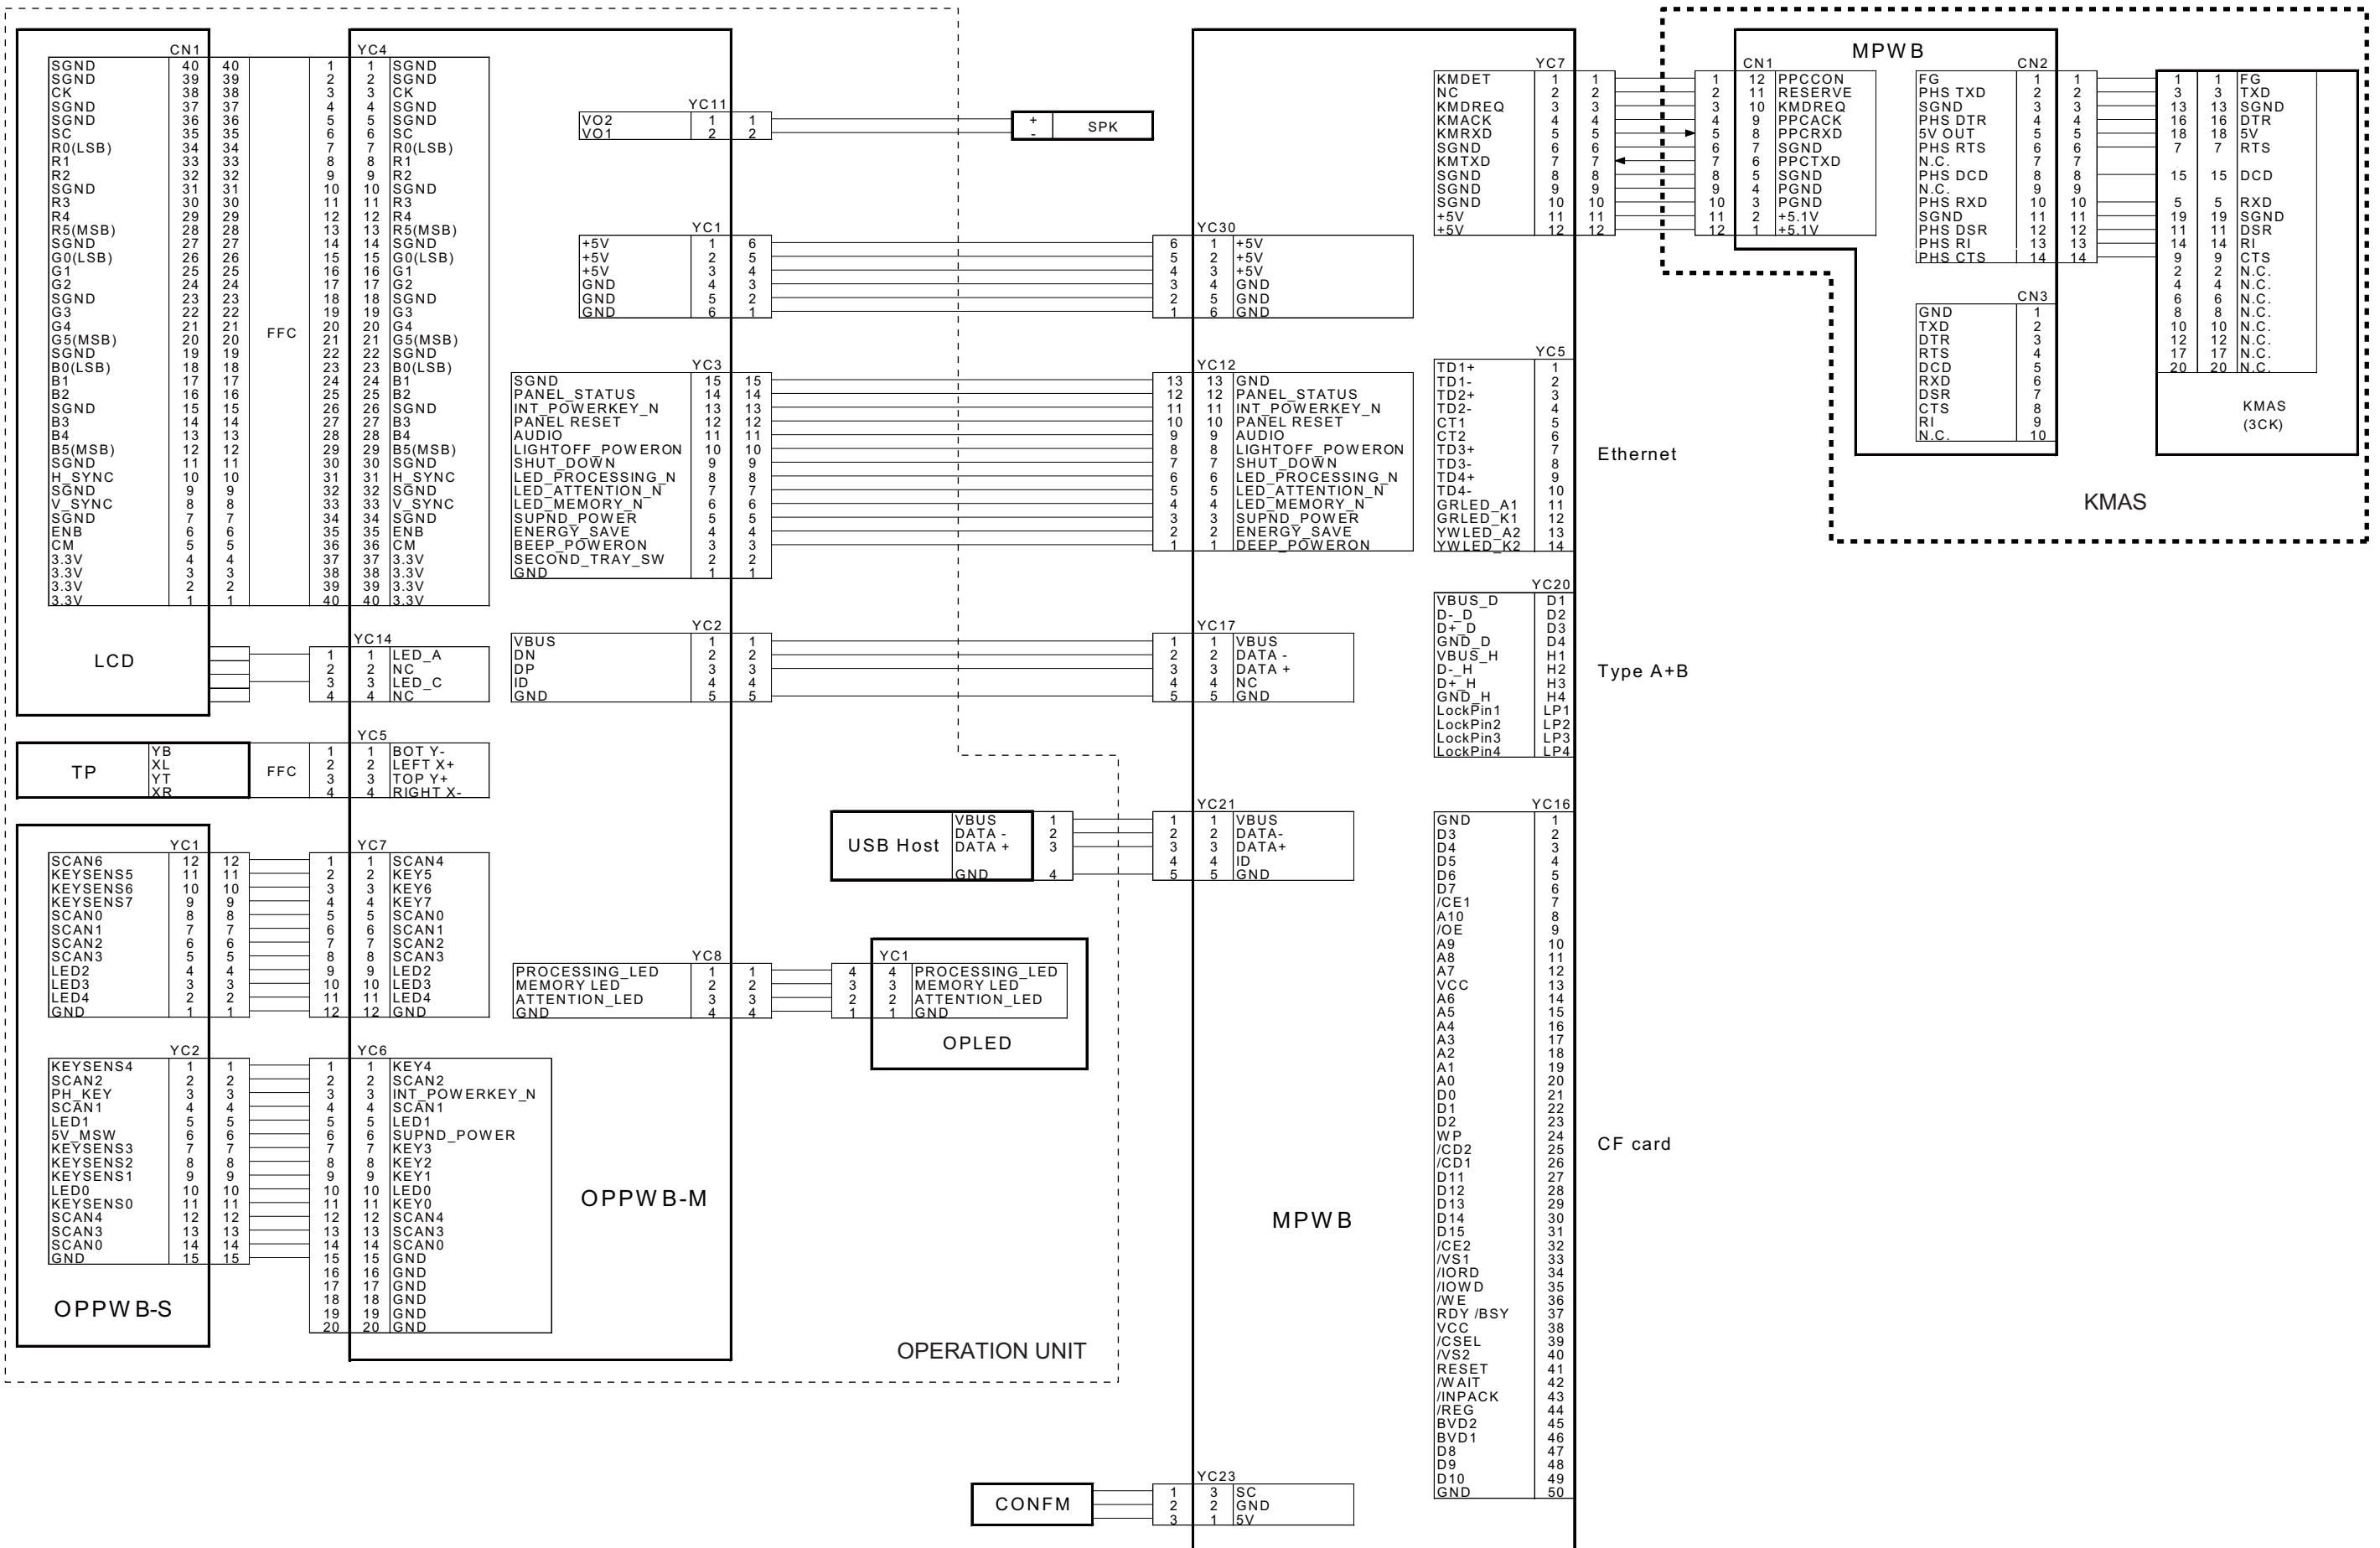 CN1 YC4
SGND 40 40 1 1 SGND
SGND 39 39 2 2 SGND
CK 38 38 3 3 CK
SGND 37 37 4 4 SGND
SGND 36 36 5 5 SGND
SC 35 35 6 6 SC
R0(LSB) 34 34 7 7 R0(LSB)
R1 33 33 8 8 R1
R2 32 32 9 9 R2
SGND 31 31 10 10 SGND
R3 30 30 11 11 R3
R4 29 29 12 12 R4
R5(MSB) 28 28 13 13 R5(MSB)
SGND 27 27 14 14 SGND
G0(LSB) 26 26 15 15 G0(LSB)
G1 25 25 16 16 G1
G2 24 24 17 17 G2
SGND 23 23 18 18 SGND
G3 22 22 19 19 G3
G4 21 21 20 20 G4
FFC
G5(MSB) 20 20 21 21 G5(MSB)
SGND 19 19 22 22 SGND
B0(LSB) 18 18 23 23 B0(LSB)
B1 17 17 24 24 B1
B2 16 16 25 25 B2
SGND 15 15 26 26 SGND
B3 14 14 27 27 B3
B4 13 13 28 28 B4
B5(MSB) 12 12 29 29 B5(MSB)
SGND 11 11 30 30 SGND
H_SYNC 10 10 31 31 H_SYNC
SGND 9 9 32 32 SGND
V_SYNC 8 8 33 33 V_SYNC
SGND 7 7 34 34 SGND
ENB 6 6 35 35 ENB
CM 5 5 36 36 CM
3.3V 4 4 37 37 3.3V
3.3V 3 3 38 38 3.3V
3.3V 2 2 39 39 3.3V
3.3V 1 1 40 40 3.3V
LCD
YC14
1 1 LED_A
2 2 NC
3 3 LED_C
4 4 NC
YC5
TP FFC
YB 1 1 BOT Y-
XL 2 2 LEFT X+
YT 3 3 TOP Y+
XR 4 4 RIGHT X-
YC1 YC7
SCAN6 12 12 1 1 SCAN4
KEYSENS5 11 11 2 2 KEY5
KEYSENS6 10 10 3 3 KEY6
KEYSENS7 9 9 4 4 KEY7
SCAN0 8 8 5 5 SCAN0
SCAN1 7 7 6 6 SCAN1
SCAN2 6 6 7 7 SCAN2
SCAN3 5 5 8 8 SCAN3
LED2 4 4 9 9 LED2
LED3 3 3 10 10 LED3
LED4 2 2 11 11 LED4
GND 1 1 12 12 GND
YC2 YC6
KEYSENS4 1 1 1 1 KEY4
SCAN2 2 2 2 2 SCAN2
PH_KEY 3 3 3 3 INT_POWERKEY_N
SCAN1 4 4 4 4 SCAN1
LED1 5 5 5 5 LED1
5V_MSW 6 6 6 6 SUPND_POWER
KEYSENS3 7 7 7 7 KEY3
KEYSENS2 8 8 8 8 KEY2
KEYSENS1 9 9 9 9 KEY1
LED0 10 10 10 10 LED0
KEYSENS0 11 11 11 11 KEY0
SCAN4 12 12 12 12 SCAN4
SCAN3 13 13 13 13 SCAN3
SCAN0 14 14 14 14 SCAN0
GND 15 15 15 15 GND
16 16 GND
17 17 GND
18 18 GND
19 19 GND
20 20 GND
OPPWB-S
OPPWB-M
OPERATION UNIT
YC11
VO2 1 1 + SPK
VO1 2 2 -
YC1 YC30
+5V 1 6 6 1 +5V
+5V 2 5 5 2 +5V
+5V 3 4 4 3 +5V
GND 4 3 3 4 GND
GND 5 2 2 5 GND
GND 6 1 1 6 GND
YC3 YC12
SGND 15 15 13 13 GND
PANEL_STATUS 14 14 12 12 PANEL_STATUS
INT_POWERKEY_N 13 13 11 11 INT_POWERKEY_N
PANEL RESET 12 12 10 10 PANEL RESET
AUDIO 11 11 9 9 AUDIO
LIGHTOFF_POWERON 10 10 8 8 LIGHTOFF_POWERON
SHUT_DOWN 9 9 7 7 SHUT_DOWN
LED_PROCESSING_N 8 8 6 6 LED_PROCESSING_N
LED_ATTENTION_N 7 7 5 5 LED_ATTENTION_N
LED_MEMORY_N 6 6 4 4 LED_MEMORY_N
SUPND_POWER 5 5 3 3 SUPND_POWER
ENERGY_SAVE 4 4 2 2 ENERGY_SAVE
BEEP_POWERON 3 3 1 1 DEEP_POWERON
SECOND_TRAY_SW 2 2
GND 1 1
YC2 YC17
VBUS 1 1 1 1 VBUS
DN 2 2 2 2 DATA -
DP 3 3 3 3 DATA +
ID 4 4 4 4 NC
GND 5 5 5 5 GND
YC21
USB Host
VBUS 1 1 1 VBUS
DATA - 2 2 2 DATA-
DATA + 3 3 3 DATA+
4 4 ID
GND 4 5 5 GND
YC8 YC1
PROCESSING_LED 1 1 4 4 PROCESSING_LED
MEMORY LED 2 2 3 3 MEMORY LED
ATTENTION_LED 3 3 2 2 ATTENTION_LED
GND 4 4 1 1 GND
OPLED
YC23
CONFM
1 3 SC
2 2 GND
3 1 5V
MPWB
YC7 CN1
KMDET 1 1 1 12 PPCCON
NC 2 2 2 11 RESERVE
KMDREQ 3 3 3 10 KMDREQ
KMACK 4 4 4 9 PPCACK
KMRXD 5 5 5 8 PPCRXD
SGND 6 6 6 7 SGND
KMTXD 7 7 7 6 PPCTXD
SGND 8 8 8 5 SGND
SGND 9 9 9 4 PGND
SGND 10 10 10 3 PGND
+5V 11 11 11 2 +5.1V
+5V 12 12 12 1 +5.1V
YC5
TD1+ 1
TD1- 2
TD2+ 3
TD2- 4
CT1 5
CT2 6
TD3+ 7
TD3- 8
TD4+ 9
TD4- 10
GRLED_A1 11
GRLED_K1 12
YWLED_A2 13
YWLED_K2 14
Ethernet
YC20
VBUS_D D1
D-_D D2
D+_D D3
GND_D D4
VBUS_H H1
D-_H H2
D+_H H3
GND_H H4
LockPin1 LP1
LockPin2 LP2
LockPin3 LP3
LockPin4 LP4
Type A+B
YC16
GND 1
D3 2
D4 3
D5 4
D6 5
D7 6
/CE1 7
A10 8
/OE 9
A9 10
A8 11
A7 12
VCC 13
A6 14
A5 15
A4 16
A3 17
A2 18
A1 19
A0 20
D0 21
D1 22
D2 23
WP 24
/CD2 25
/CD1 26
D11 27
D12 28
D13 29
D14 30
D15 31
/CE2 32
/VS1 33
/IORD 34
/IOWD 35
/WE 36
RDY /BSY 37
VCC 38
/CSEL 39
/VS2 40
RESET 41
/WAIT 42
/INPACK 43
/REG 44
BVD2 45
BVD1 46
D8 47
D9 48
D10 49
GND 50
CF card
MPWB
CN2
FG 1 1 1 1 FG
PHS TXD 2 2 3 3 TXD
SGND 3 3 13 13 SGND
PHS DTR 4 4 16 16 DTR
5V OUT 5 5 18 18 5V
PHS RTS 6 6 7 7 RTS
N.C. 7 7
PHS DCD 8 8 15 15 DCD
N.C. 9 9
PHS RXD 10 10 5 5 RXD
SGND 11 11 19 19 SGND
PHS DSR 12 12 11 11 DSR
PHS RI 13 13 14 14 RI
PHS CTS 14 14 9 9 CTS
2 2 N.C.
4 4 N.C.
6 6 N.C.
8 8 N.C.
10 10 N.C.
12 12 N.C.
17 17 N.C.
20 20 N.C.
CN3
GND 1
TXD 2
DTR 3
RTS 4
DCD 5
RXD 6
DSR 7
CTS 8
RI 9
N.C. 10
KMAS
(3CK)
KMAS